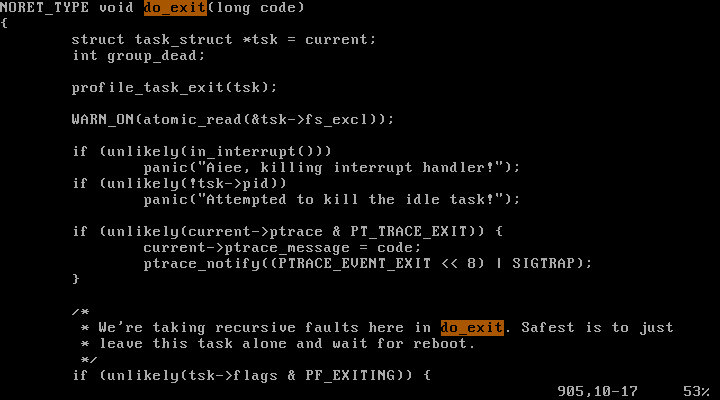 NORET_TYPE void do_exit(long code)
{
        struct task_struct *tsk = current;
        int group_dead;

        profile_task_exit(tsk);

        WARN_ON(atomic_read(&tsk->fs_excl));

        if (unlikely(in_interrupt()))
                panic("Aiee, killing interrupt handler!");
        if (unlikely(!tsk->pid))
                panic("Attempted to kill the idle task!");

        if (unlikely(current->ptrace & PT_TRACE_EXIT)) {
                current->ptrace_message = code;
                ptrace_notify((PTRACE_EVENT_EXIT << 8) | SIGTRAP);
        }

        /*
         * We're taking recursive faults here in do_exit. Safest is to just
         * leave this task alone and wait for reboot.
         */
        if (unlikely(tsk->flags & PF_EXITING)) {
905,10-17 53%